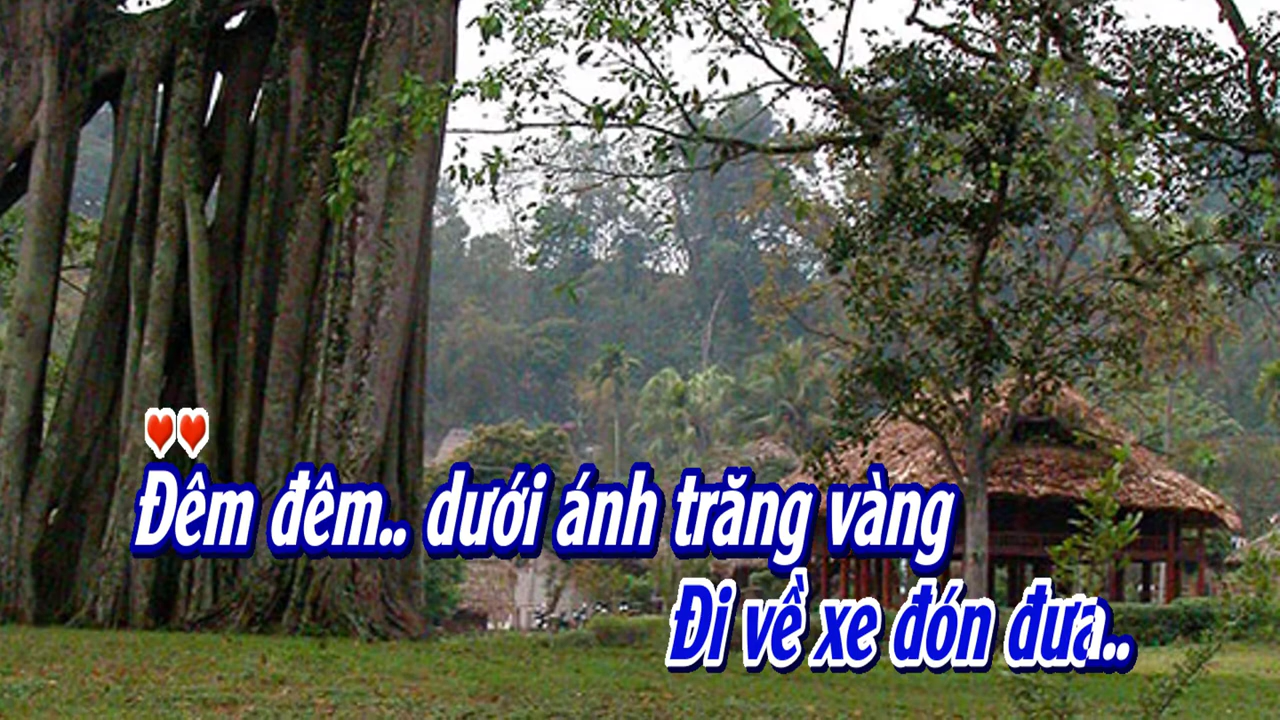 Đêm đêm.. dưới ánh trăng vàng
Đi về xe đón đưa..